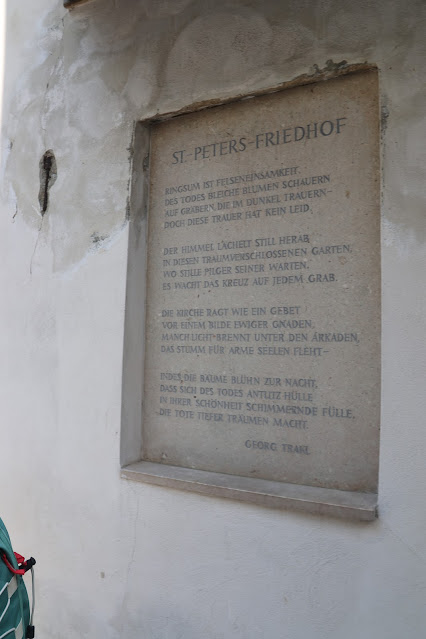 ST.-PETERS-FRIEDHOF
RINGSUM IST FELSENEINSAMKEIT.
DES TODES BLEICHE BLUMEN SCHAUERN
AUF GRÄBERN, DIE IM DUNKEL TRAUERN–
DOCH DIESE TRAUER HAT KEIN LEID.
DER HIMMEL LÄCHELT STILL HERAB
IN DIESEN TRAUMVERSCHLOSSENEN GARTEN,
WO STILLE PILGER SEINER WARTEN.
ES WACHT DAS KREUZ AUF JEDEM GRAB.
DIE KIRCHE RAGT WIE EIN GEBET
VOR EINEM BILDE EWIGER GNADEN,
MANCH LICHT BRENNT UNTER DEN ARKADEN,
DAS STUMM FÜR ARME SEELEN FLEHT–
INDES DIE BÄUME BLÜHN ZUR NACHT,
DASS SICH DES TODES ANTLITZ HÜLLE
IN IHRER SCHÖNHEIT SCHIMMERNDE FÜLLE,
DIE TOTE TIEFER TRÄUMEN MACHT.
GEORG TRAKL